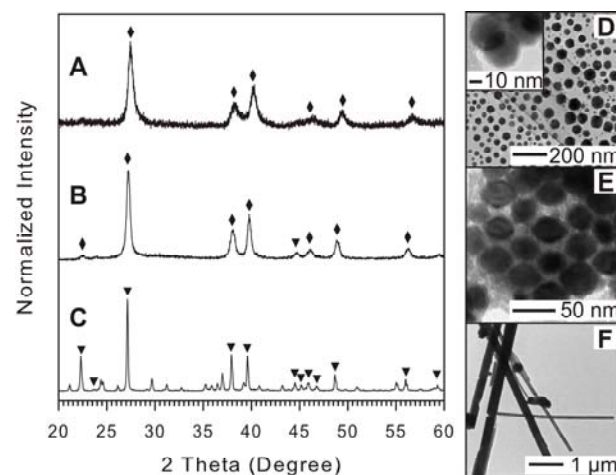 Normalized Intensity
A
B
C
20 25 30 35 40 45 50 55 60
2 Theta (Degree)
D
10 nm
200 nm
E
50 nm
F
1 µm